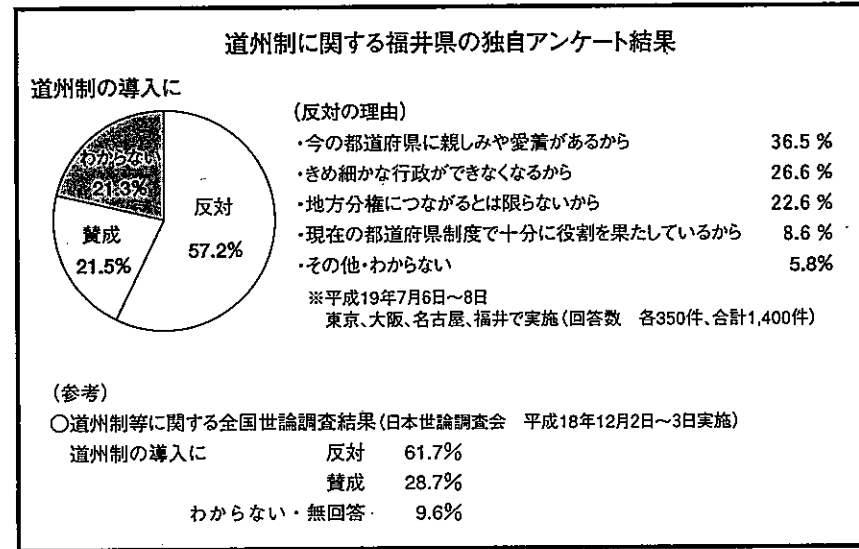 道州制に関する福井県の独自アンケート結果
道州制の導入に
わからない
21.3%
賛成
21.5%
反対
57.2%
(反対の理由)
・今の都道府県に親しみや愛着があるから 36.5 %
・きめ細かな行政ができなくなるから 26.6 %
・地方分権につながるとは限らないから 22.6 %
・現在の都道府県制度で十分に役割を果たしているから 8.6 %
・その他・わからない 5.8%
※平成19年7月6日～8日
東京、大阪、名古屋、福井で実施(回答数 各350件、合計1,400件)
(参考)
○道州制等に関する全国世論調査結果(日本世論調査会 平成18年12月2日～3日実施)
道州制の導入に 反対 61.7%
賛成 28.7%
わからない・無回答 9.6%